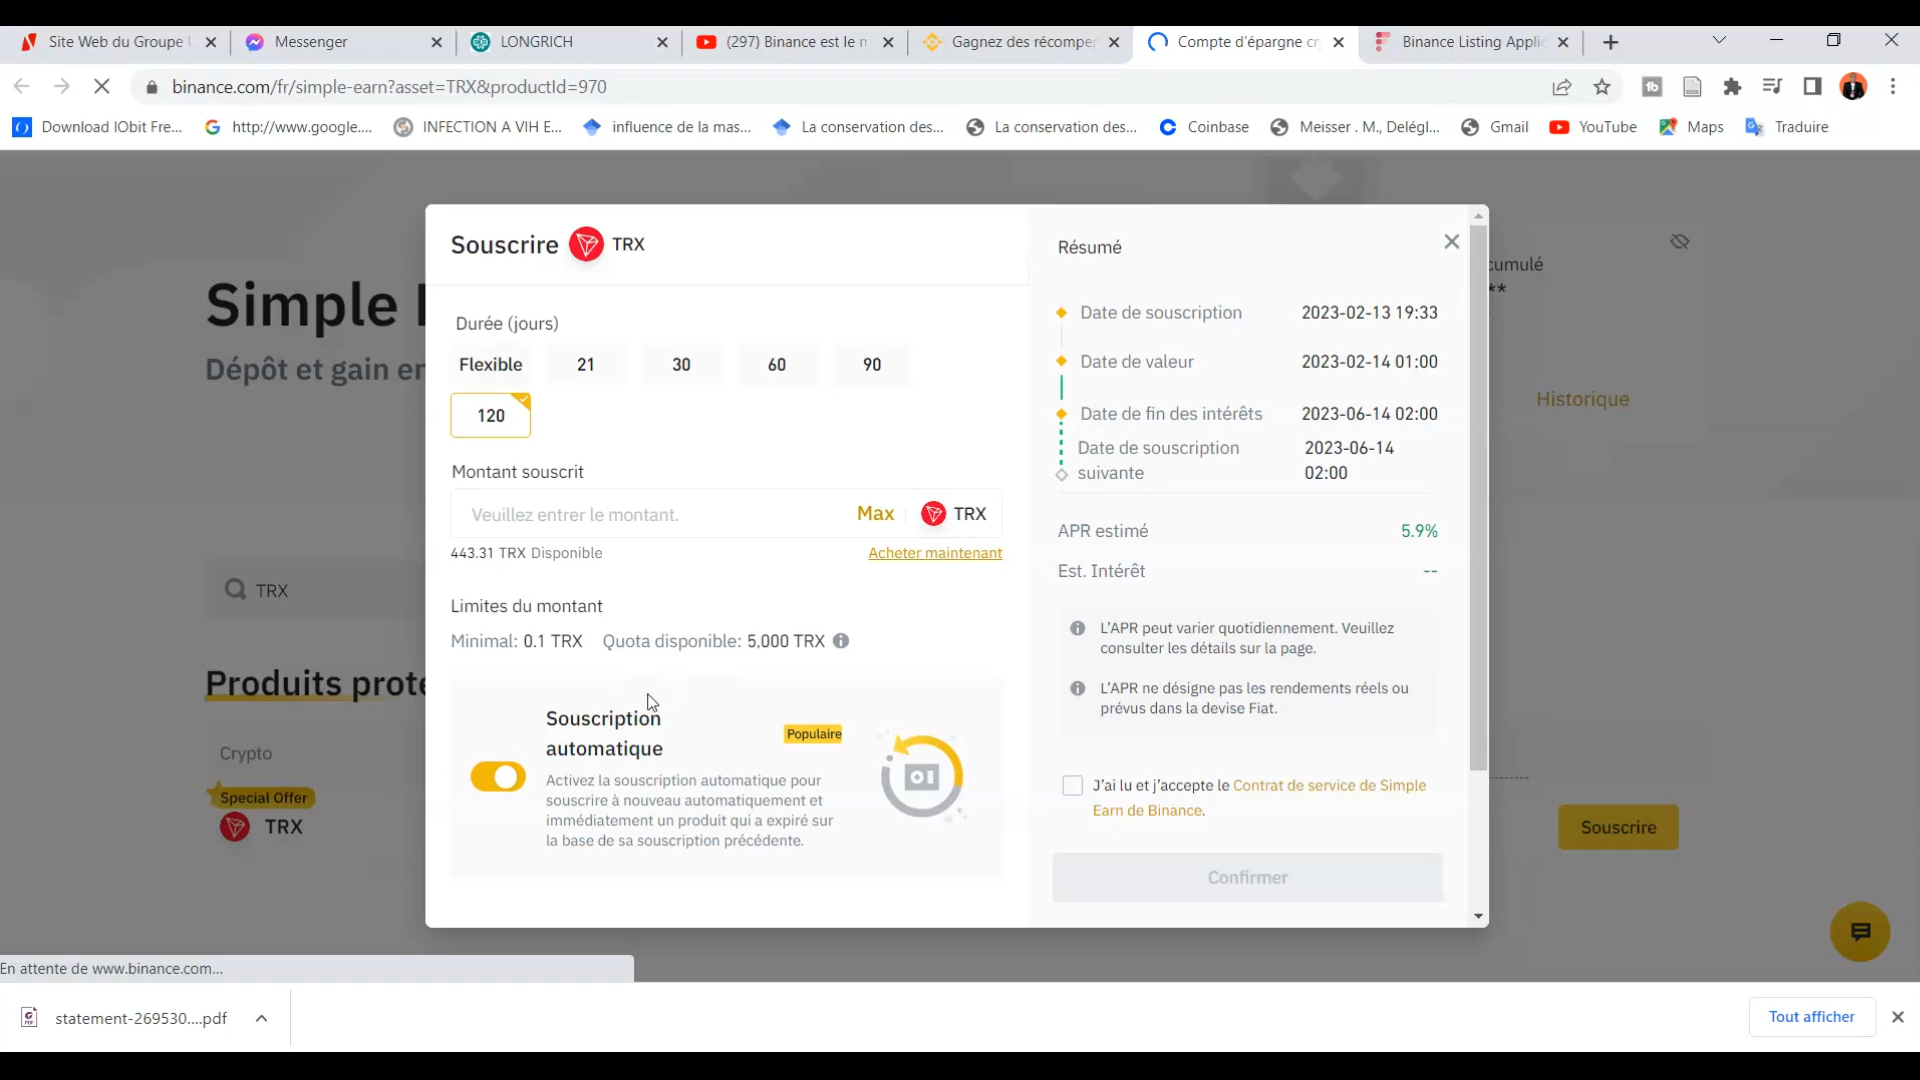 Site Web du Groupe
Messenger
LONGRICH
(297) Binance est le m
Gagnez des récompen
Compte d'épargne cr
Binance Listing Applic
binance.com/fr/simple-earn?asset=TRX&productId=970
Download IObit Fre...
http://www.google....
INFECTION A VIH E...
influence de la mas...
La conservation des...
La conservation des...
Coinbase
Meisser . M., Delégl...
Gmail
YouTube
Maps
Traduire
Simple
Dépôt et gain en
TRX
Produits prote
Crypto
Special Offer
TRX
Souscrire TRX
Durée (jours)
Flexible 21 30 60 90
120
Montant souscrit
Veuillez entrer le montant. Max TRX
443.31 TRX Disponible Acheter maintenant
Limites du montant
Minimal: 0.1 TRX Quota disponible: 5,000 TRX
Souscription
automatique
Populaire
Activez la souscription automatique pour
souscrire à nouveau automatiquement et
immédiatement un produit qui a expiré sur
la base de sa souscription précédente.
Résumé
Date de souscription 2023-02-13 19:33
Date de valeur 2023-02-14 01:00
Date de fin des intérêts 2023-06-14 02:00
Date de souscription 2023-06-14
suivante 02:00
APR estimé 5.9%
Est. Intérêt --
L'APR peut varier quotidiennement. Veuillez
consulter les détails sur la page.
L'APR ne désigne pas les rendements réels ou
prévus dans la devise Fiat.
J'ai lu et j'accepte le Contrat de service de Simple
Earn de Binance.
Confirmer
cumulé
**
Historique
Souscrire
En attente de www.binance.com...
statement-269530....pdf
Tout afficher